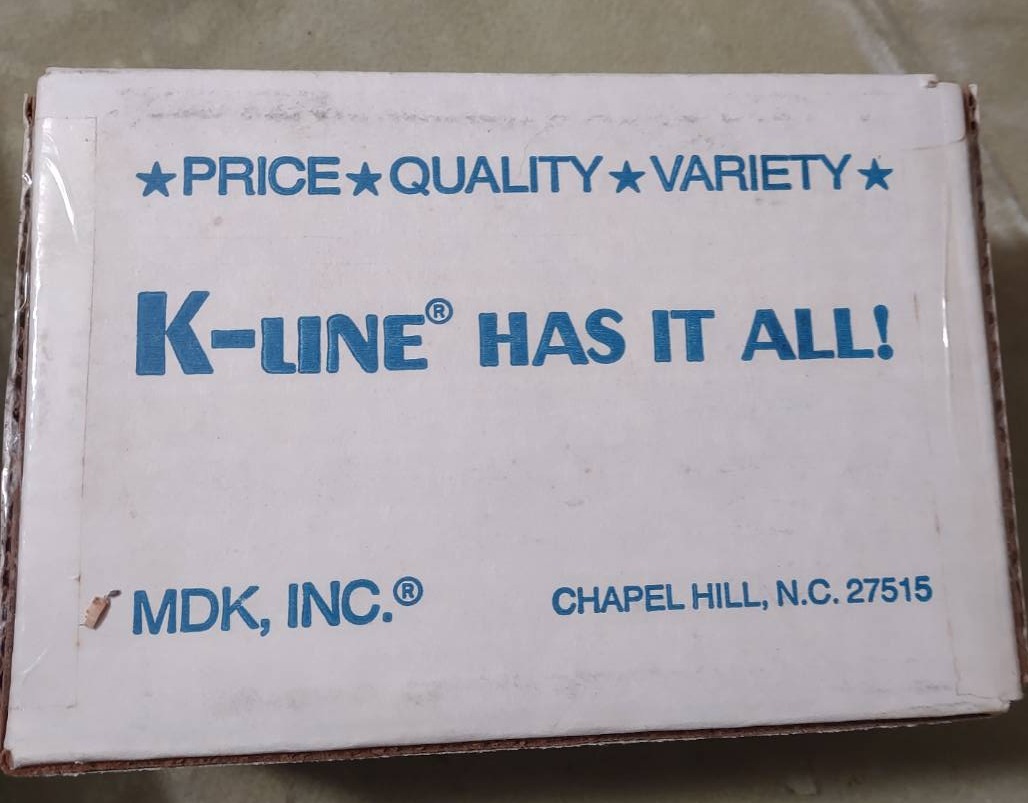 ★PRICE★QUALITY★VARIETY★
K-LINE® HAS IT ALL!
MDK, INC.® CHAPEL HILL, N.C. 27515